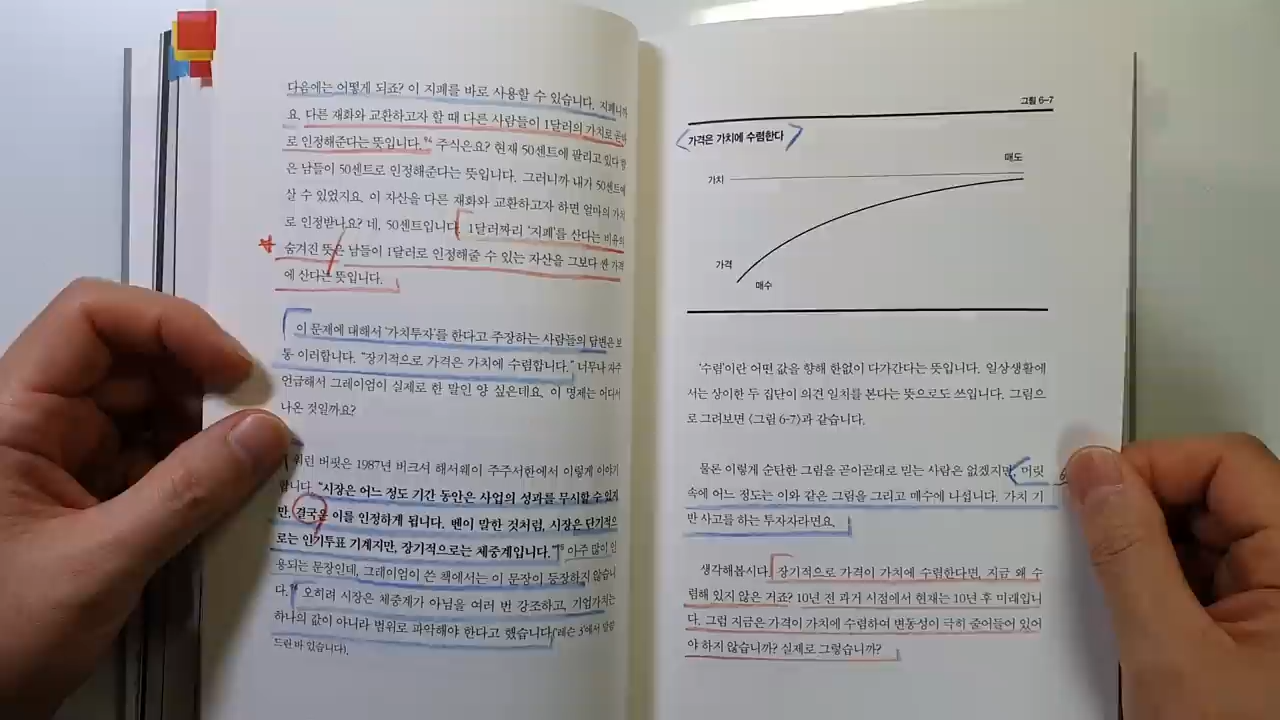 다음에는 어떻게 되죠? 이 지폐를 바로 사용할 수 있습니다. 지폐니까
요. 다른 재화와 교환하고자 할 때 다른 사람들이 1달러의 가치로 곧바
로 인정해준다는 뜻입니다.⁹⁴ 주식은요? 현재 50센트에 팔리고 있다 함
은 남들이 50센트로 인정해준다는 뜻입니다. 그러니까 내가 50센트에
살 수 있었지요. 이 자산을 다른 재화와 교환하고자 하면 얼마의 가치
로 인정받나요? 네, 50센트입니다. 1달러짜리 '지폐'를 산다는 비유의
숨겨진 뜻은 남들이 1달러로 인정해줄 수 있는 자산을 그보다 싼 가격
에 산다는 뜻입니다.
이 문제에 대해서 '가치투자'를 한다고 주장하는 사람들의 답변은 보
통 이러합니다. "장기적으로 가격은 가치에 수렴합니다." 너무나 자주
언급해서 그레이엄이 실제로 한 말인 양 싶은데요. 이 명제는 어디서
나온 것일까요?
워런 버핏은 1987년 버크셔 해서웨이 주주서한에서 이렇게 이야기
합니다. "시장은 어느 정도 기간 동안은 사업의 성과를 무시할 수 있지
만, 결국은 이를 인정하게 됩니다. 벤이 말한 것처럼, 시장은 단기적으
로는 인기투표 기계지만, 장기적으로는 체중계입니다." 아주 많이 인
용되는 문장인데, 그레이엄이 쓴 책에서는 이 문장이 등장하지 않습니
다. 오히려 시장은 체중계가 아님을 여러 번 강조하고, 기업가치는
하나의 값이 아니라 범위로 파악해야 한다고 했습니다('레슨 3'에서 말씀
드린 바 있습니다).
그림 6-7
가격은 가치에 수렴한다
매도
가치
가격
매수
'수렴'이란 어떤 값을 향해 한없이 다가간다는 뜻입니다. 일상생활에
서는 상이한 두 집단이 의견 일치를 본다는 뜻으로도 쓰입니다. 그림으
로 그려보면 〈그림 6-7〉과 같습니다.
물론 이렇게 순탄한 그림을 곧이곧대로 믿는 사람은 없겠지만, 머릿
속에 어느 정도는 이와 같은 그림을 그리고 매수에 나섭니다. 가치 기
반 사고를 하는 투자자라면요.
생각해봅시다. 장기적으로 가격이 가치에 수렴한다면, 지금 왜 수
렴해 있지 않은 거죠? 10년 전 과거 시점에서 현재는 10년 후 미래입니
다. 그럼 지금은 가격이 가치에 수렴하여 변동성이 극히 줄어들어 있어
야 하지 않습니까? 실제로 그렇습니까?